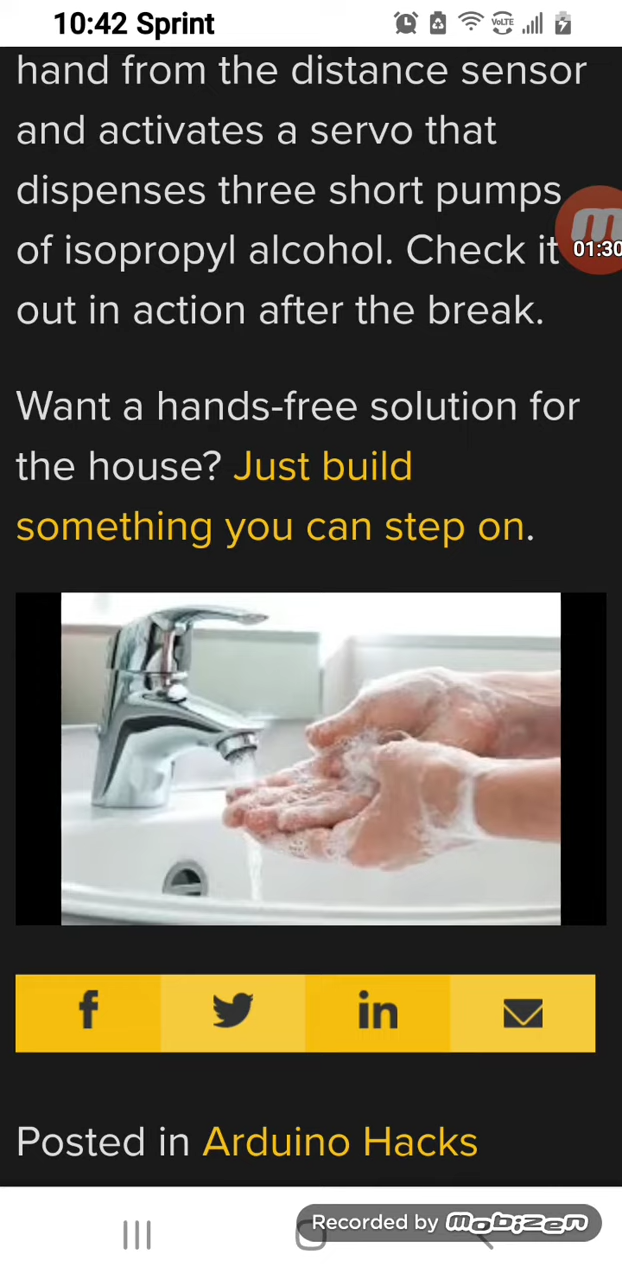 10:42 Sprint
VoLTE
hand from the distance sensor
and activates a servo that
dispenses three short pumps
of isopropyl alcohol. Check it
01:30
out in action after the break.
Want a hands-free solution for
the house? Just build
something you can step on.
f in
Posted in Arduino Hacks
Recorded by mobizen